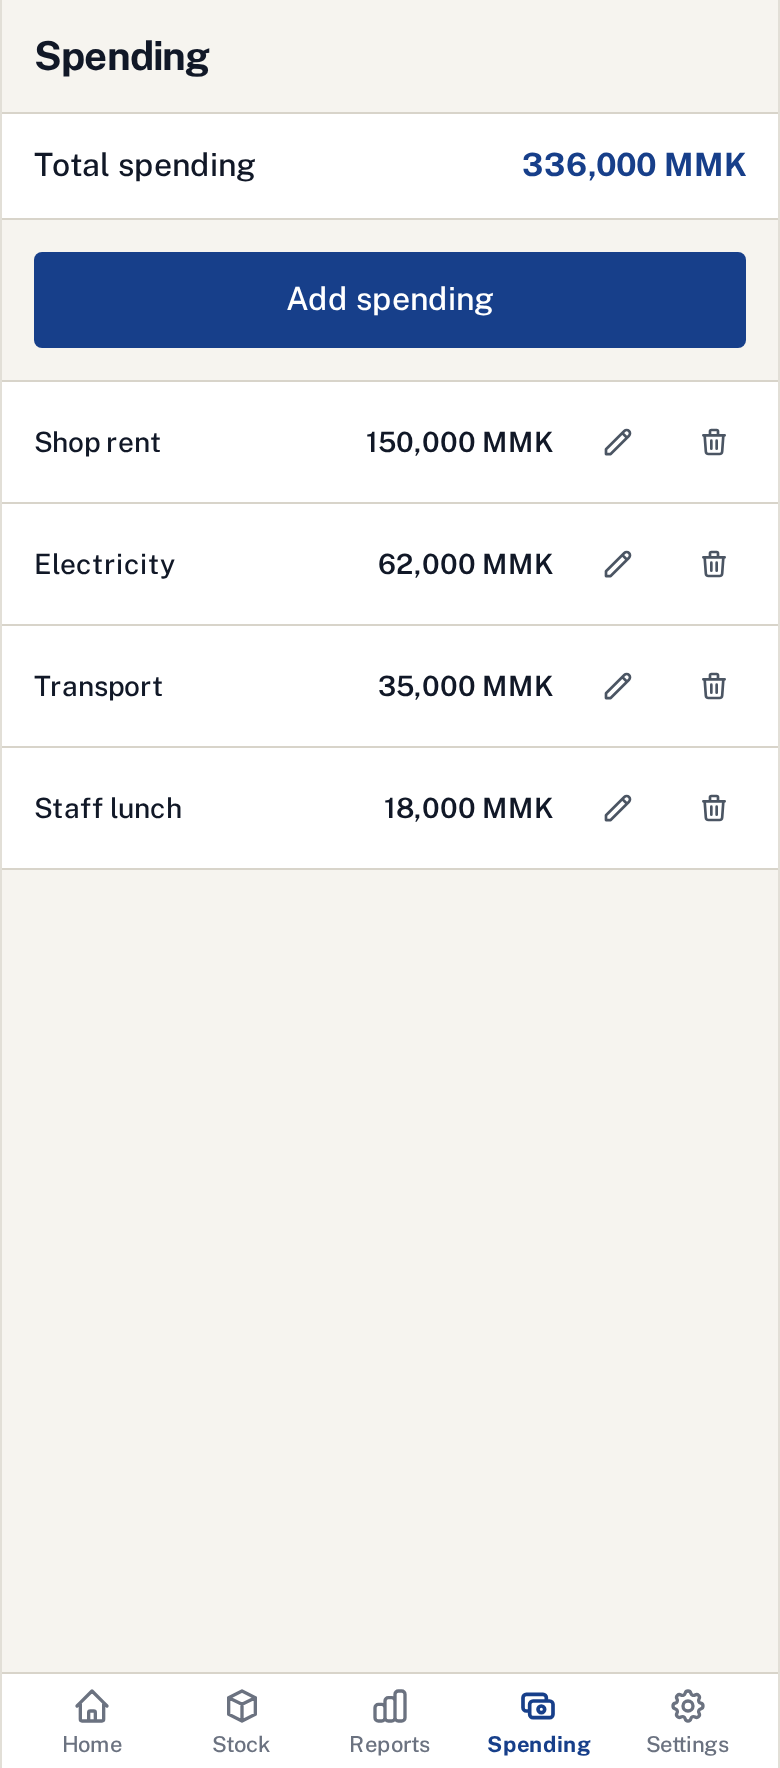 Spending
Total spending 336,000 MMK
Add spending
Shop rent 150,000 MMK
Electricity 62,000 MMK
Transport 35,000 MMK
Staff lunch 18,000 MMK
Home Stock Reports Spending Settings